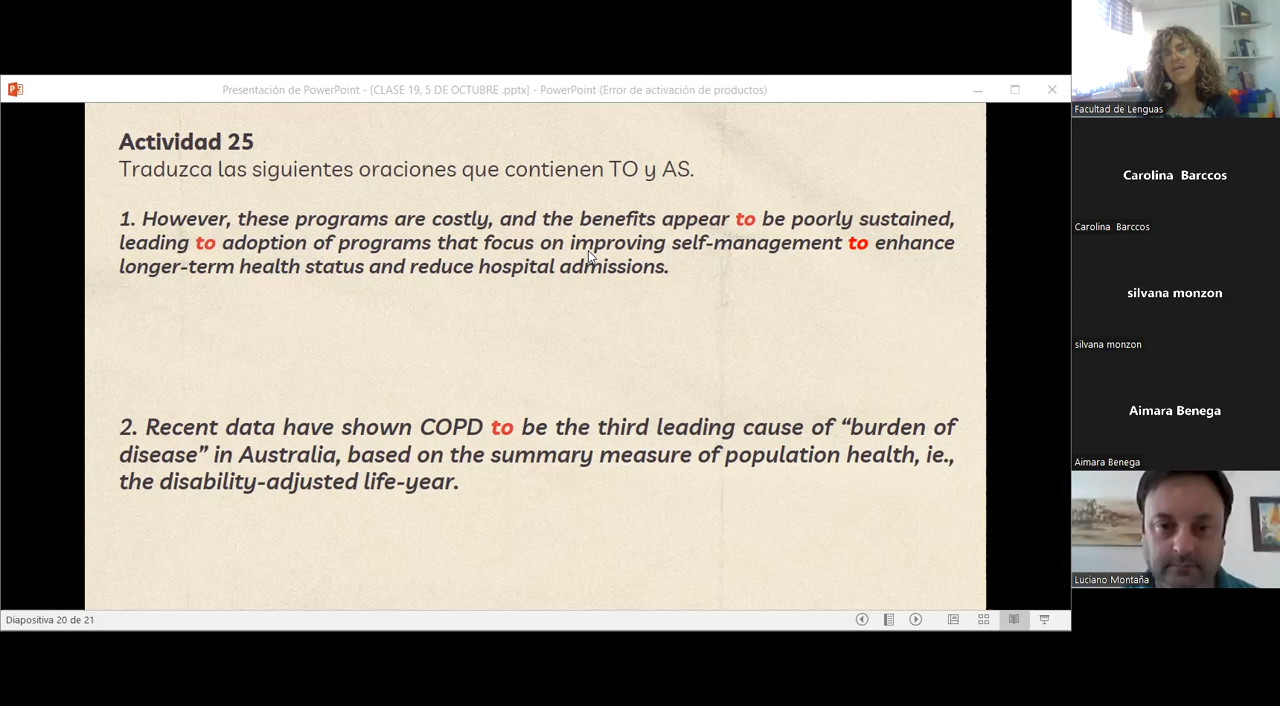 Presentación de PowerPoint - [CLASE 19, 5 DE OCTUBRE .pptx] - PowerPoint (Error de activación de productos)
Actividad 25
Traduzca las siguientes oraciones que contienen TO y AS.
1. However, these programs are costly, and the benefits appear to be poorly sustained,
leading to adoption of programs that focus on improving self-management to enhance
longer-term health status and reduce hospital admissions.
2. Recent data have shown COPD to be the third leading cause of “burden of
disease” in Australia, based on the summary measure of population health, ie.,
the disability-adjusted life-year.
Diapositiva 20 de 21
Facultad de Lenguas
Carolina Barccos
Carolina Barccos
silvana monzon
silvana monzon
Aimara Benega
Aimara Benega
Luciano Montaña